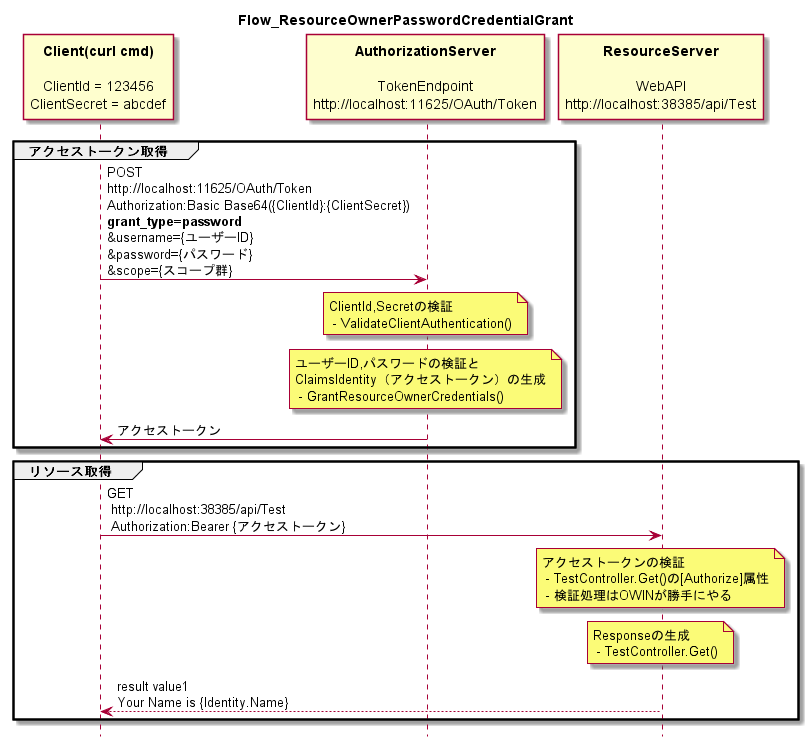 Flow_ResourceOwnerPasswordCredentialGrant
Client(curl cmd)
ClientId = 123456
ClientSecret = abcdef
AuthorizationServer
TokenEndpoint
http://localhost:11625/OAuth/Token
ResourceServer
WebAPI
http://localhost:38385/api/Test
アクセストークン取得
POST
http://localhost:11625/OAuth/Token
Authorization:Basic Base64({ClientId}:{ClientSecret})
grant_type=password
&username={ユーザーID}
&password={パスワード}
&scope={スコープ群}
ClientId,Secretの検証
- ValidateClientAuthentication()
ユーザーID,パスワードの検証と
ClaimsIdentity（アクセストークン）の生成
- GrantResourceOwnerCredentials()
アクセストークン
リソース取得
GET
http://localhost:38385/api/Test
Authorization:Bearer {アクセストークン}
アクセストークンの検証
- TestController.Get()の[Authorize]属性
- 検証処理はOWINが勝手にやる
Responseの生成
- TestController.Get()
result value1
Your Name is {Identity.Name}